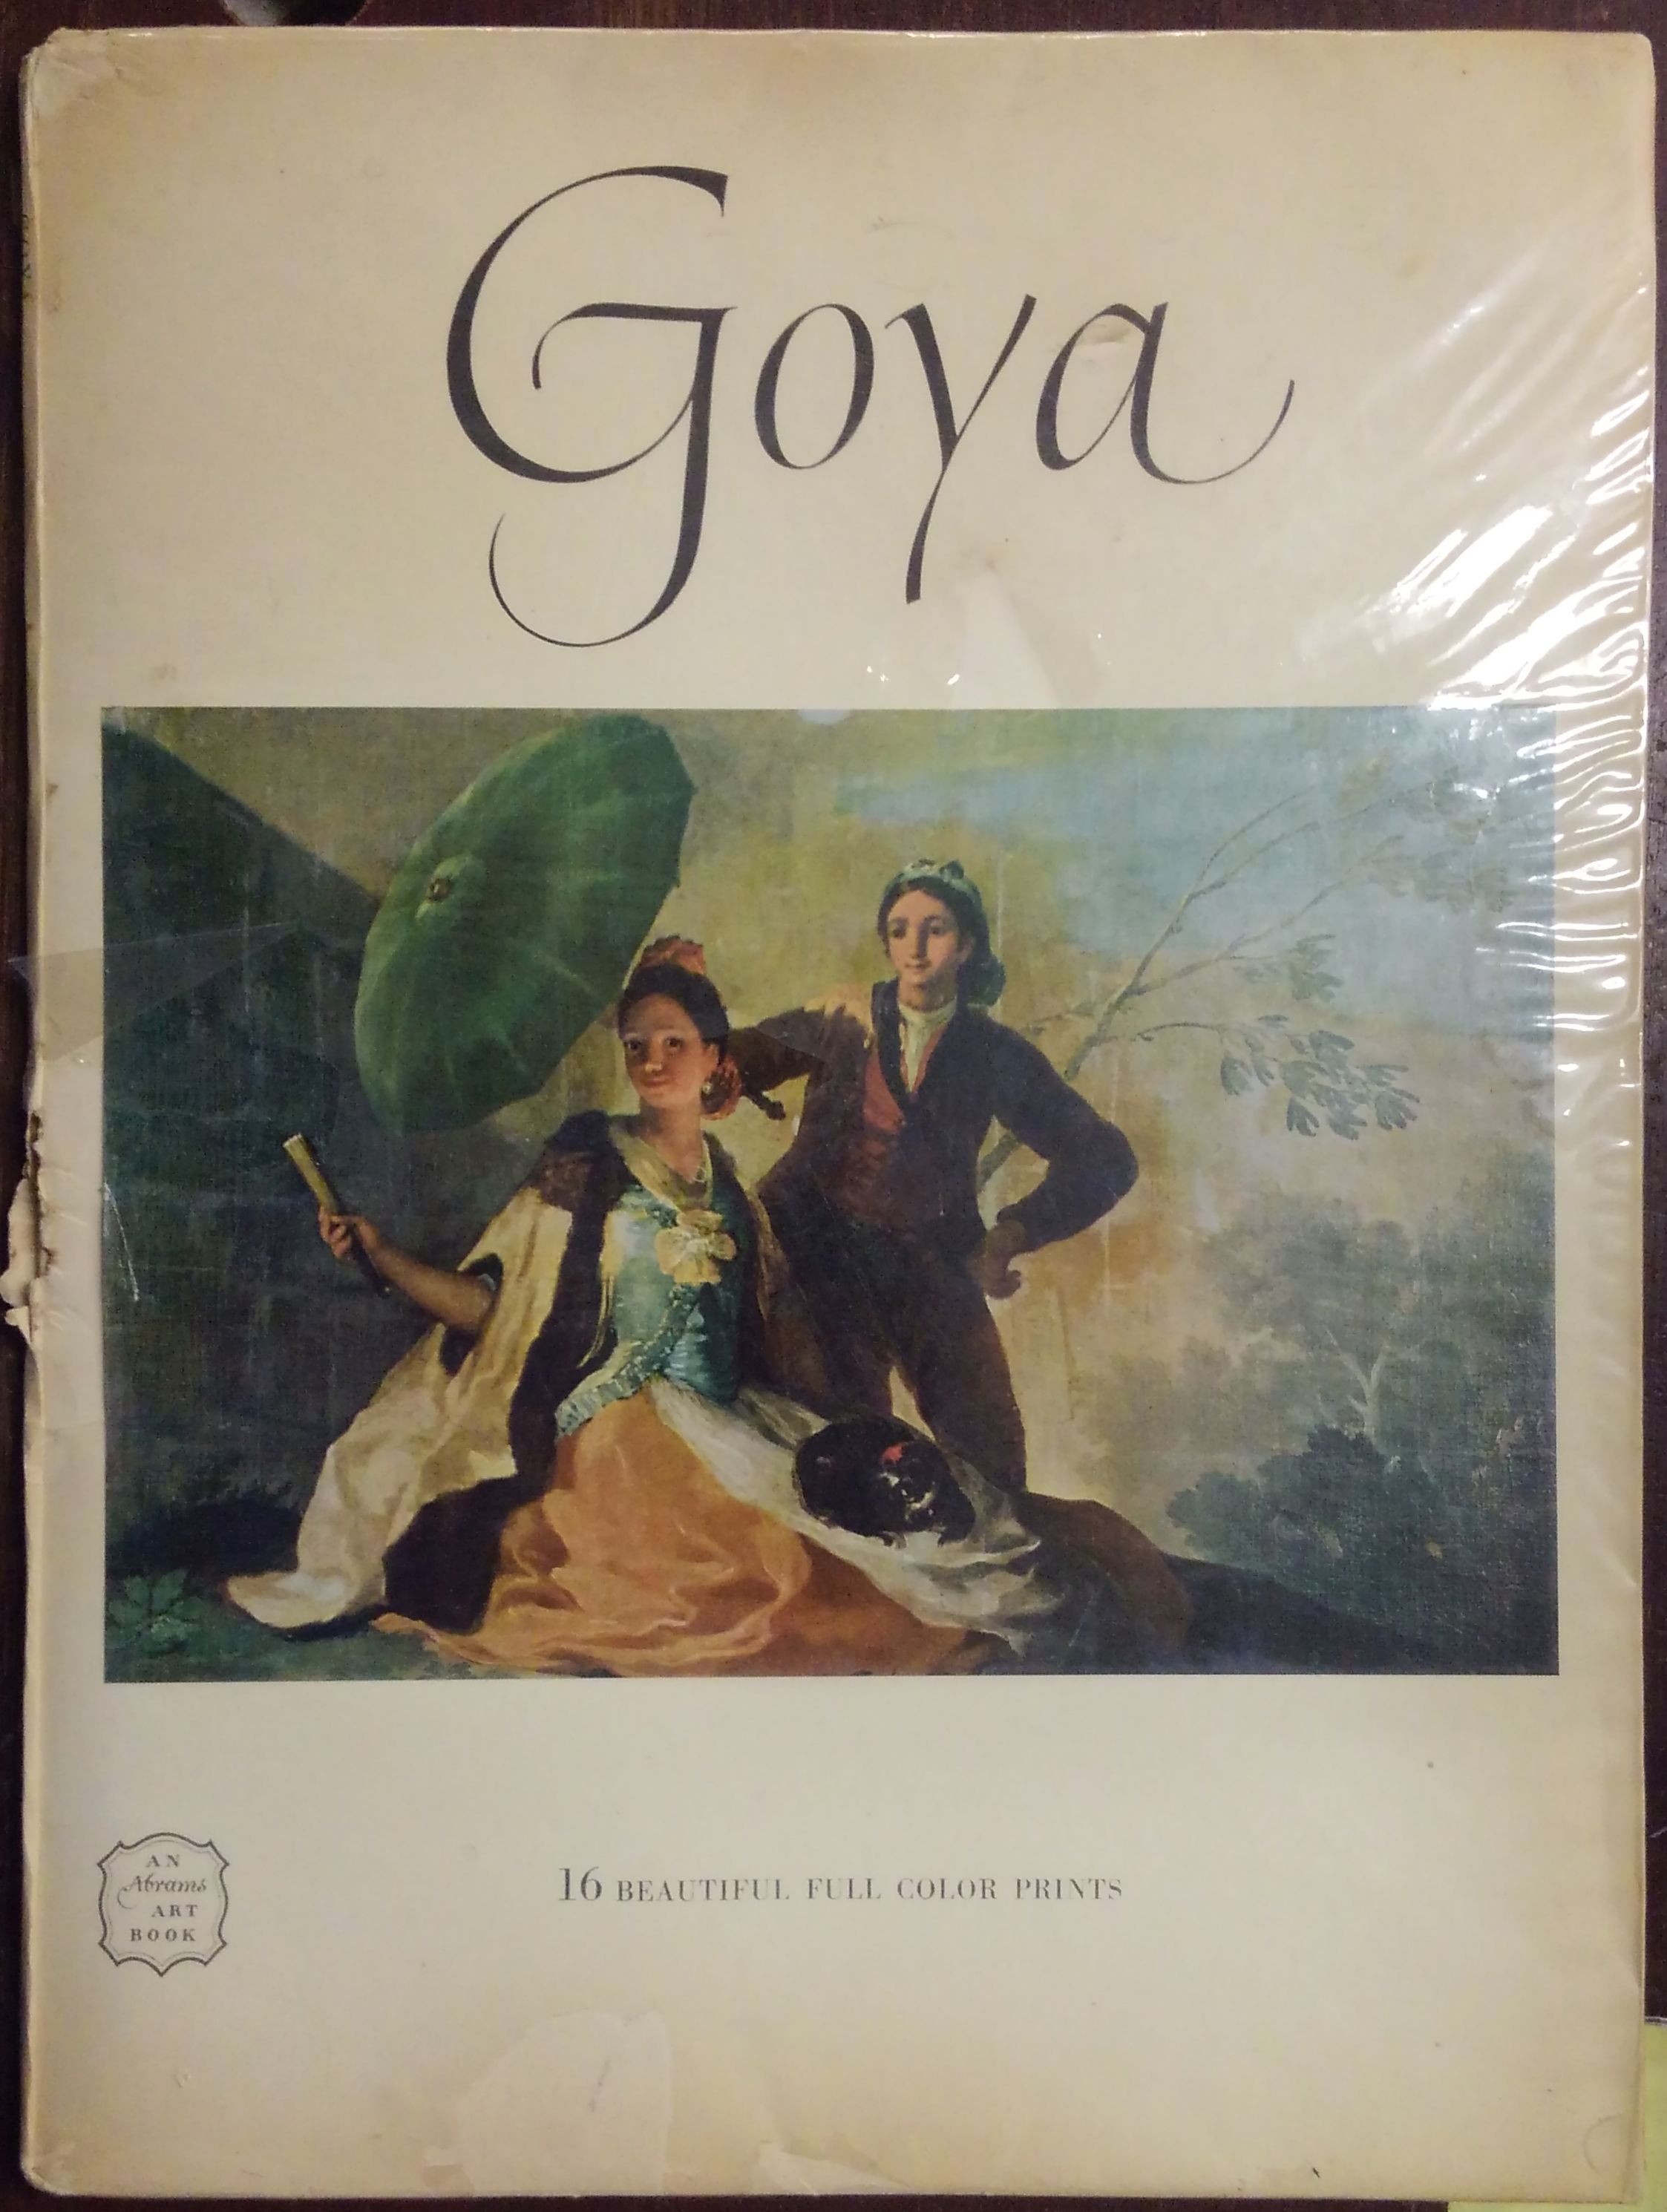 Goya
AN
Abrams
ART
BOOK
16 BEAUTIFUL FULL COLOR PRINTS